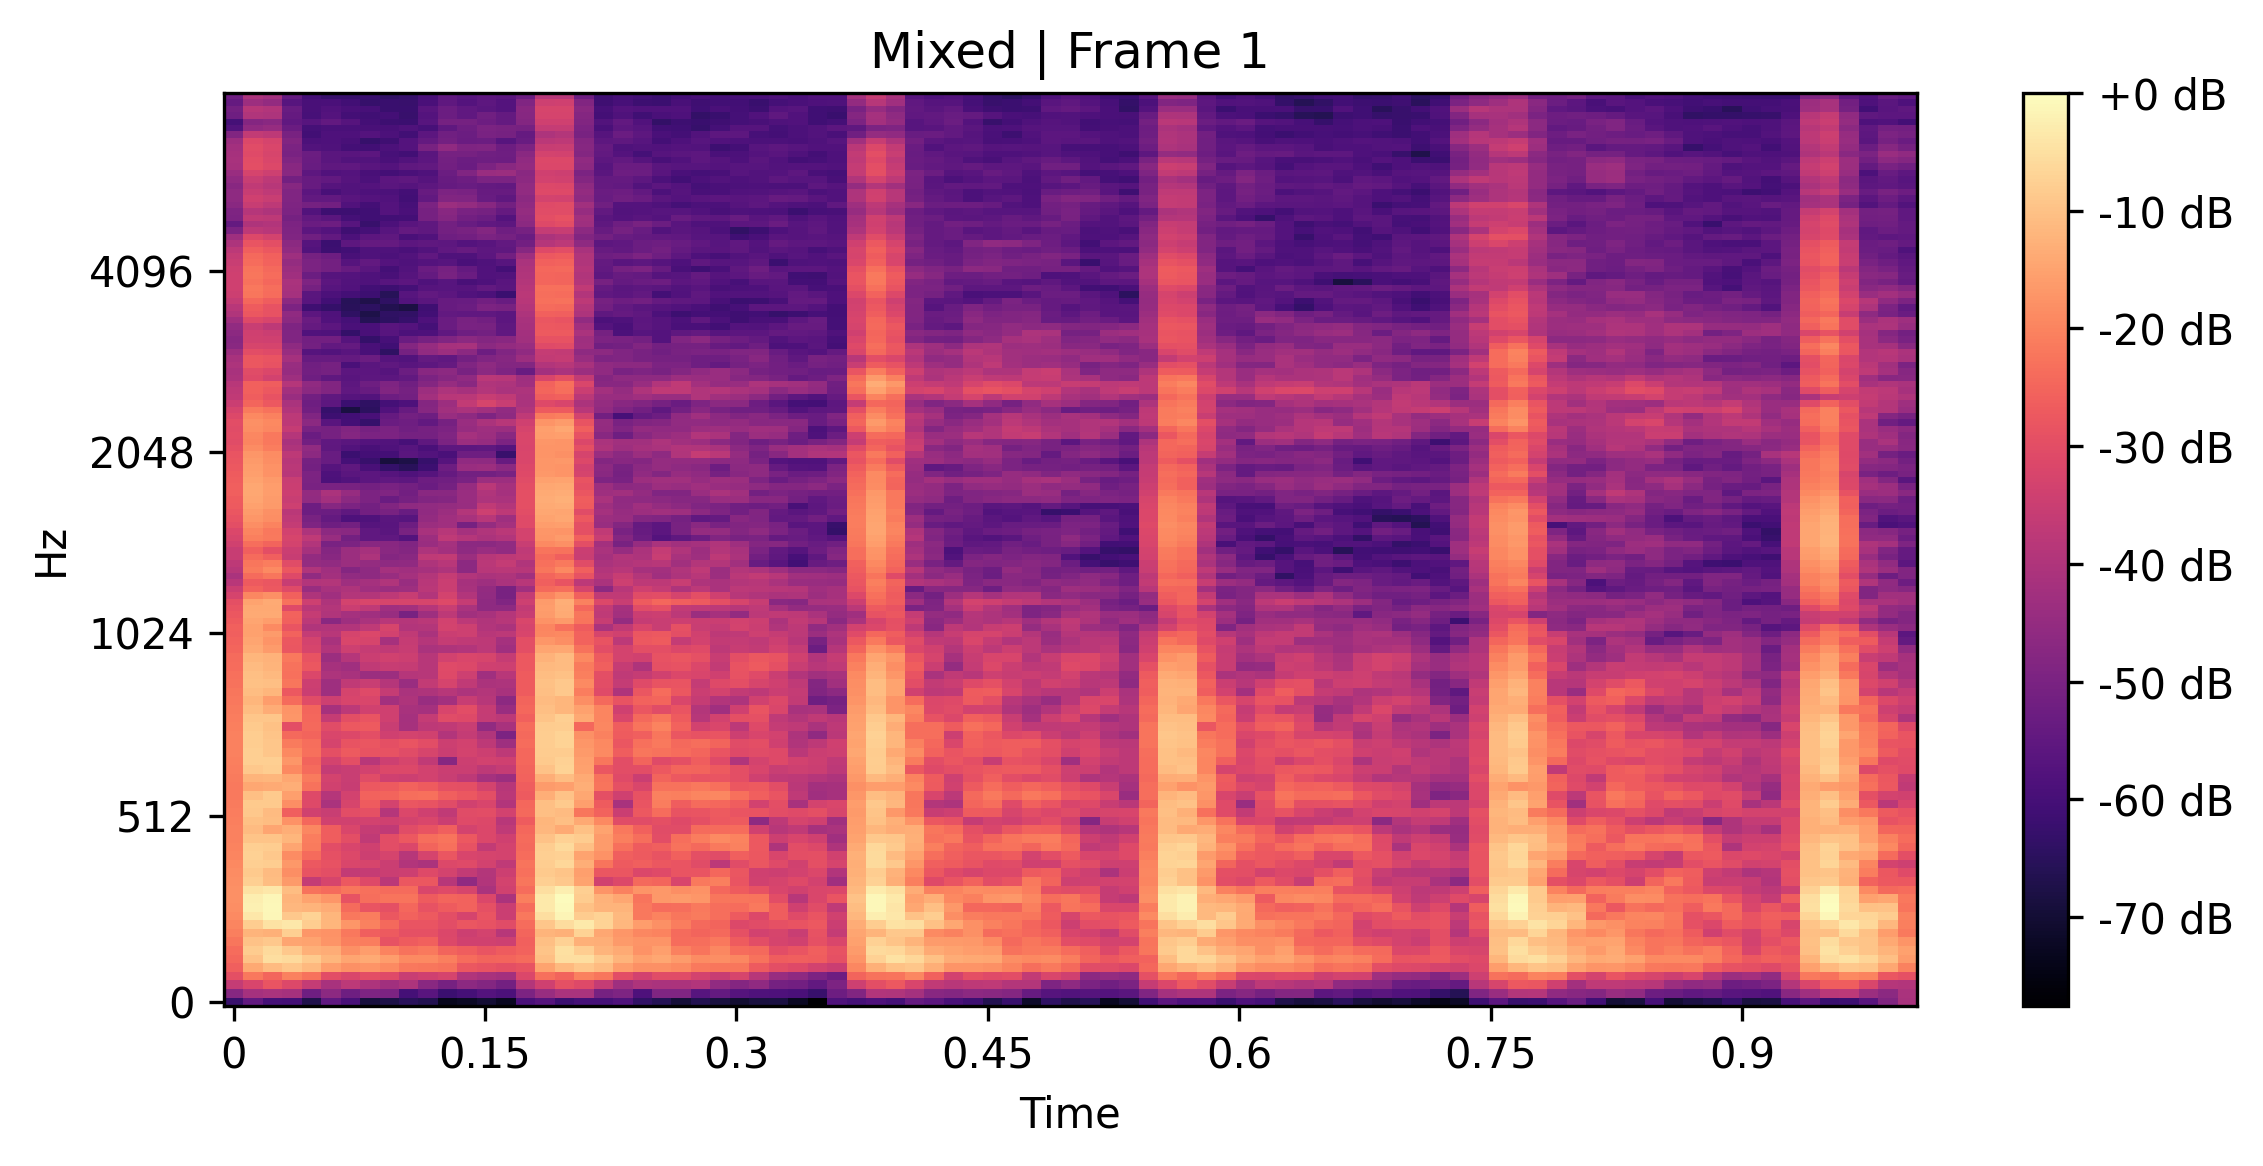 Mixed | Frame 1
+0 dB
-10 dB
-20 dB
-30 dB
-40 dB
-50 dB
-60 dB
-70 dB
Hz
4096
2048
1024
512
0
0 0.15 0.3 0.45 0.6 0.75 0.9
Time